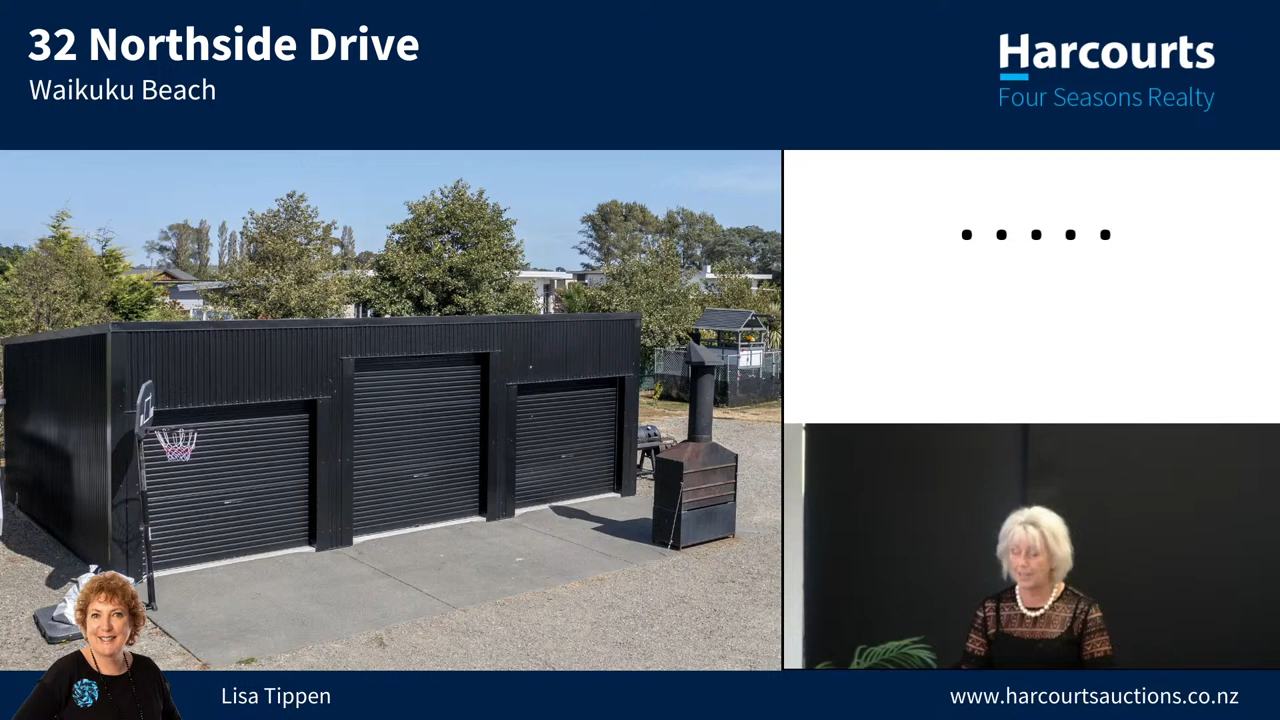 32 Northside Drive
Waikuku Beach
Harcourts
Four Seasons Realty
Lisa Tippen
www.harcourtsauctions.co.nz